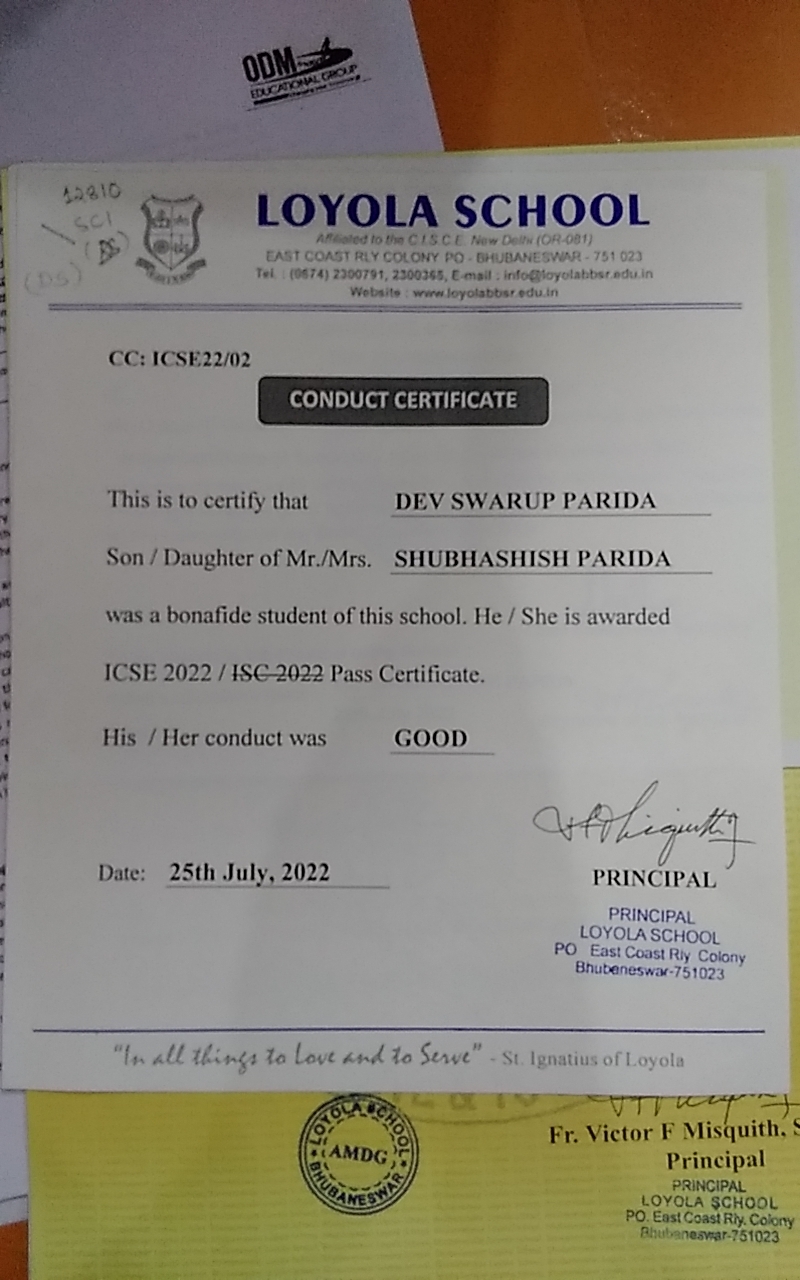 ODM
EDUCATIONAL GROUP
12810
SCI
(DS)
(DS)
LOYOLA SCHOOL
Affiliated to the C.I.S.C.E. New Delhi (OR-081)
EAST COAST RLY COLONY PO - BHUBANESWAR - 751 023
Tel. : (0674) 2300791, 2300365, E-mail : info@loyolabbsr.edu.in
Website : www.loyolabbsr.edu.in
CC: ICSE22/02
CONDUCT CERTIFICATE
This is to certify that DEV SWARUP PARIDA
Son / Daughter of Mr./Mrs. SHUBHASHISH PARIDA
was a bonafide student of this school. He / She is awarded
ICSE 2022 / ISC 2022 Pass Certificate.
His / Her conduct was GOOD
Date: 25th July, 2022
PRINCIPAL
PRINCIPAL
LOYOLA SCHOOL
PO East Coast Rly Colony
Bhubeneswar-751023
"In all things to Love and to Serve" - St. Ignatius of Loyola
LOYOLA SCHOOL
AMDG
BHUBANESWAR
Fr. Victor F Misquith, S
Principal
PRINCIPAL
LOYOLA SCHOOL
PO. East Coast Rly. Colony
Bhubaneswar-751023